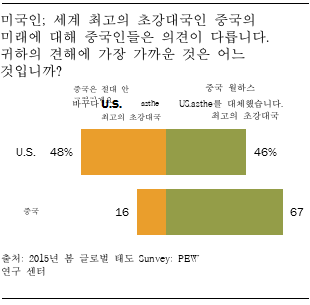 미국인; 세계 최고의 초강대국인 중국의
미래에 대해 중국인들은 의견이 다릅니다.
귀하의 견해에 가장 가까운 것은 어느
것입니까?
중국은 절대 안
바꾸다 U.S. asthe
최고의 초강대국
중국 월하스
US.asthe를 대체했습니다.
최고의 초강대국
U.S. 48% 46%
중국 16 67
출처: 2015년 봄 글로벌 태도 Sunvey: PEW
연구 센터